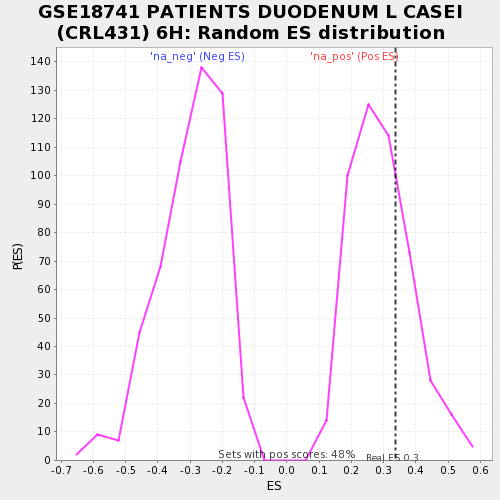 GSE18741 PATIENTS DUODENUM L CASEI
(CRL431) 6H: Random ES distribution
'na_neg' (Neg ES)
'na_pos' (Pos ES)
140
130
120
110
100
90
80
70
60
50
40
30
20
10
0
P(ES)
Sets with pos scores: 48%
Real ES 0.3
-0.7 -0.6 -0.5 -0.4 -0.3 -0.2 -0.1 0.0 0.1 0.2 0.3 0.4 0.5 0.6
ES